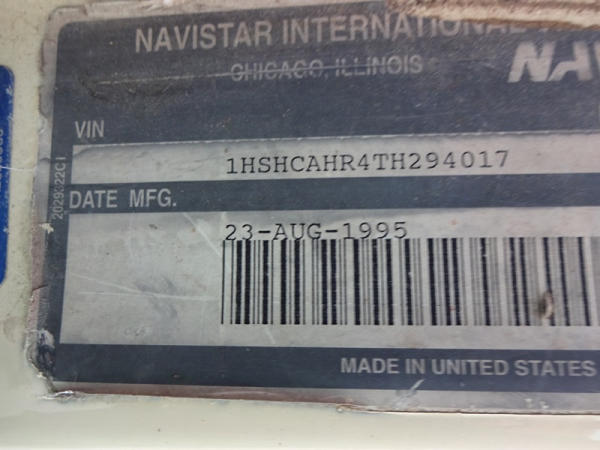 NAVISTAR INTERNATIONAL
CHICAGO, ILLINOIS
VIN
1HSHCAHR4TH294017
DATE MFG.
23-AUG-1995
MADE IN UNITED STATES